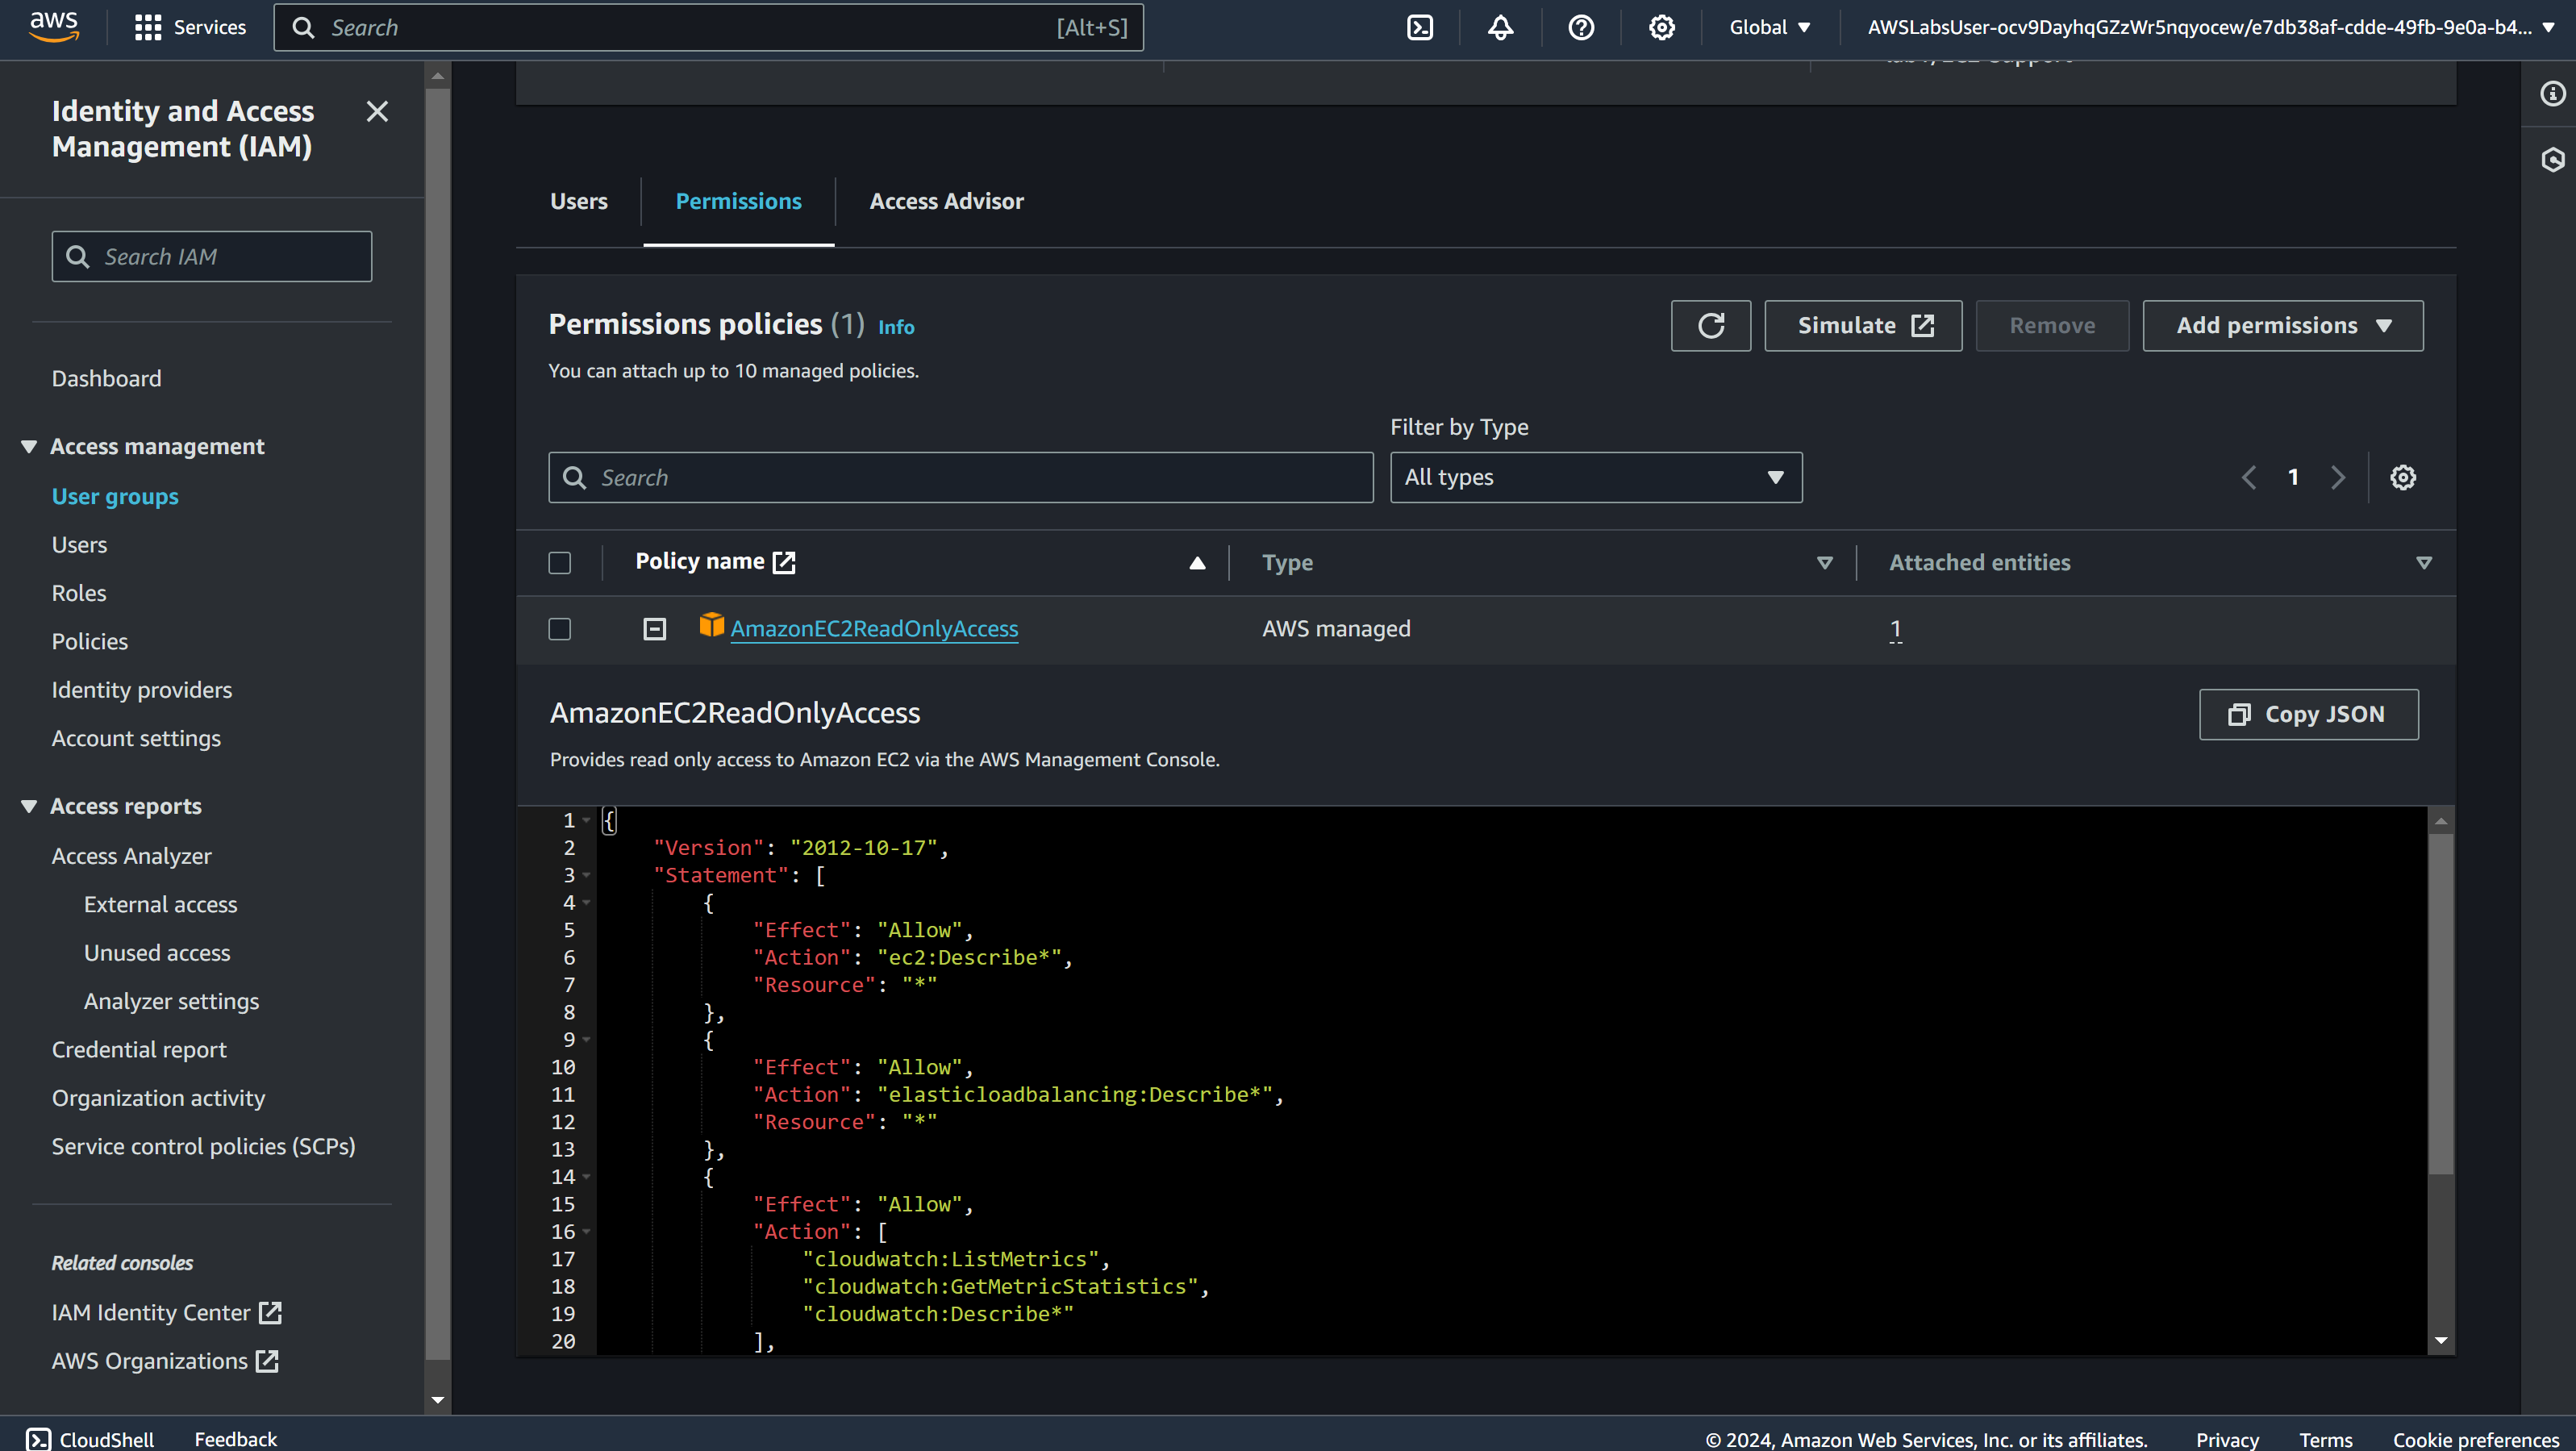 aws
Services
Search
[Alt+S]
Global
AWSLabsUser-ocv9DayhqGZzWr5nqyocew/e7db38af-cdde-49fb-9e0a-b4...
Identity and Access
Management (IAM)
Search IAM
Dashboard
Access management
User groups
Users
Roles
Policies
Identity providers
Account settings
Access reports
Access Analyzer
External access
Unused access
Analyzer settings
Credential report
Organization activity
Service control policies (SCPs)
Related consoles
IAM Identity Center
AWS Organizations
Users
Permissions
Access Advisor
Permissions policies (1) Info
You can attach up to 10 managed policies.
Simulate
Remove
Add permissions
Filter by Type
Search
All types
1
Policy name
Type
Attached entities
AmazonEC2ReadOnlyAccess
AWS managed
1
AmazonEC2ReadOnlyAccess
Copy JSON
Provides read only access to Amazon EC2 via the AWS Management Console.
1 {
2 "Version": "2012-10-17",
3 "Statement": [
4 {
5 "Effect": "Allow",
6 "Action": "ec2:Describe*",
7 "Resource": "*"
8 },
9 {
10 "Effect": "Allow",
11 "Action": "elasticloadbalancing:Describe*",
12 "Resource": "*"
13 },
14 {
15 "Effect": "Allow",
16 "Action": [
17 "cloudwatch:ListMetrics",
18 "cloudwatch:GetMetricStatistics",
19 "cloudwatch:Describe*"
20 ],
CloudShell
Feedback
© 2024, Amazon Web Services, Inc. or its affiliates.
Privacy
Terms
Cookie preferences